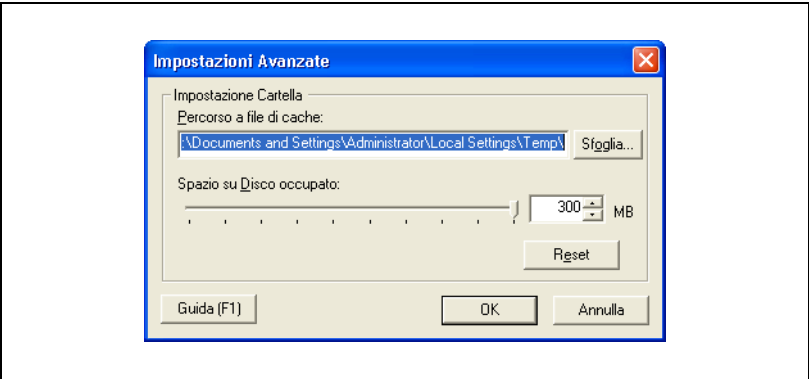 Impostazioni Avanzate
Impostazione Cartella
Percorso a file di cache:
:\Documents and Settings\Administrator\Local Settings\Temp\
Sfoglia...
Spazio su Disco occupato:
300 MB
Reset
Guida (F1)
OK
Annulla